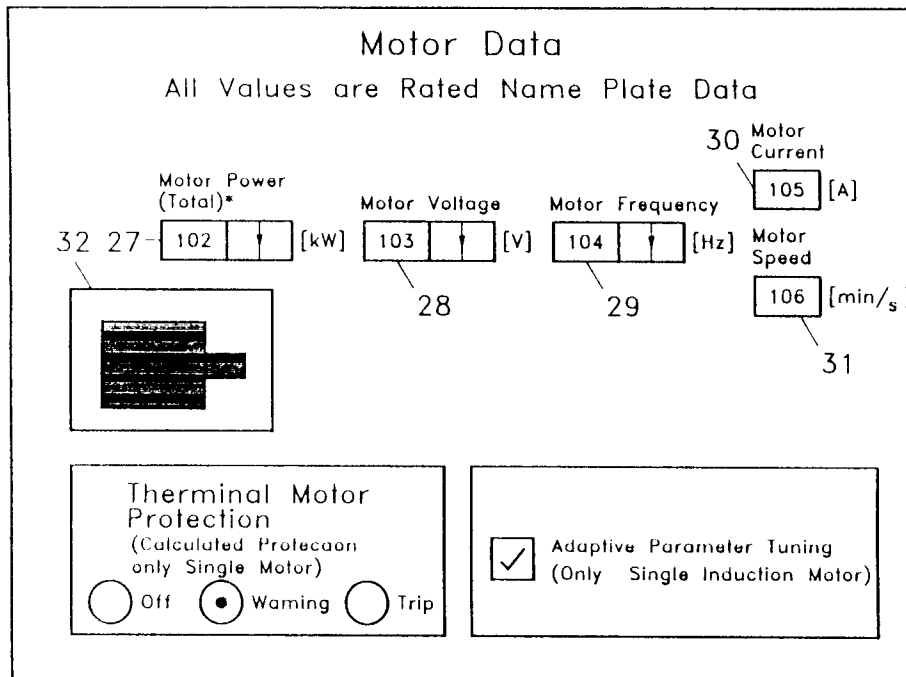 Motor Data
All Values are Rated Name Plate Data
30 Motor Current
105 [A]
Motor Power (Total)*
32 27 102 [kW]
Motor Voltage
103 [V]
28
Motor Frequency
104 [Hz]
29
Motor Speed
106 [min/s]
31
Therminal Motor
Protection
(Calculated Protecaon
only Single Motor)
Off Waming Trip
Adaptive Parameter Tuning
(Only Single Induction Motor)